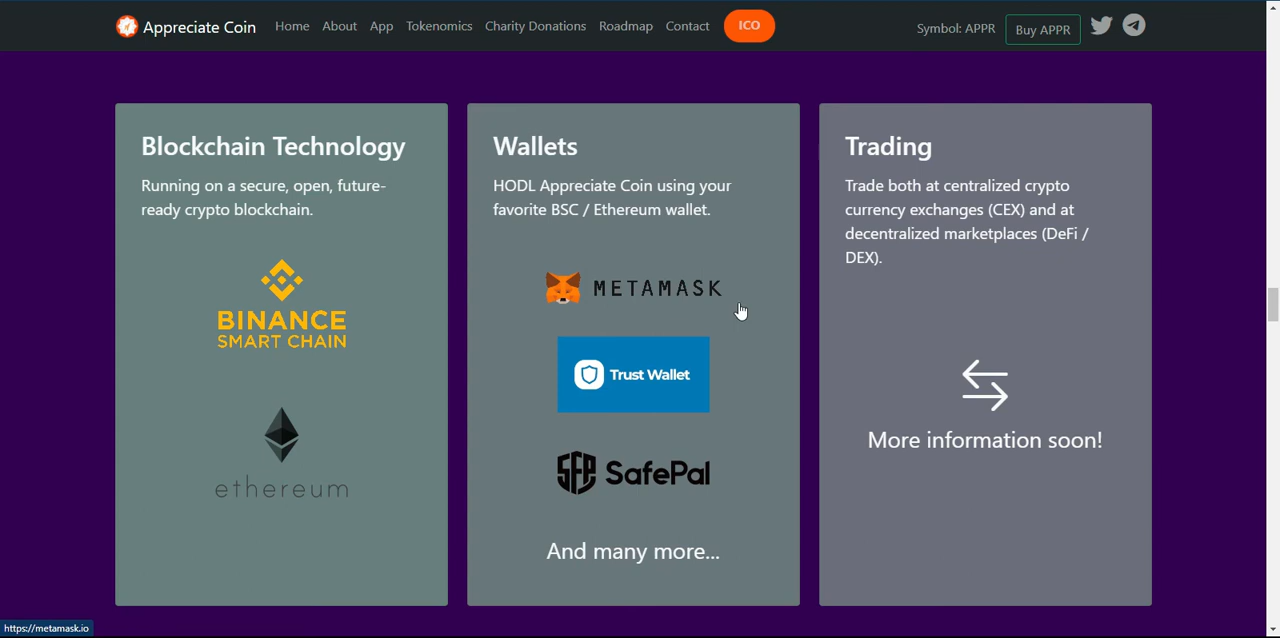 Appreciate Coin Home About App Tokenomics Charity Donations Roadmap Contact ICO Symbol: APPR Buy APPR
Blockchain Technology
Running on a secure, open, future-
ready crypto blockchain.
BINANCE
SMART CHAIN
ethereum
Wallets
HODL Appreciate Coin using your
favorite BSC / Ethereum wallet.
METAMASK
Trust Wallet
SFP SafePal
And many more...
Trading
Trade both at centralized crypto
currency exchanges (CEX) and at
decentralized marketplaces (DeFi /
DEX).
More information soon!
https://metamask.io